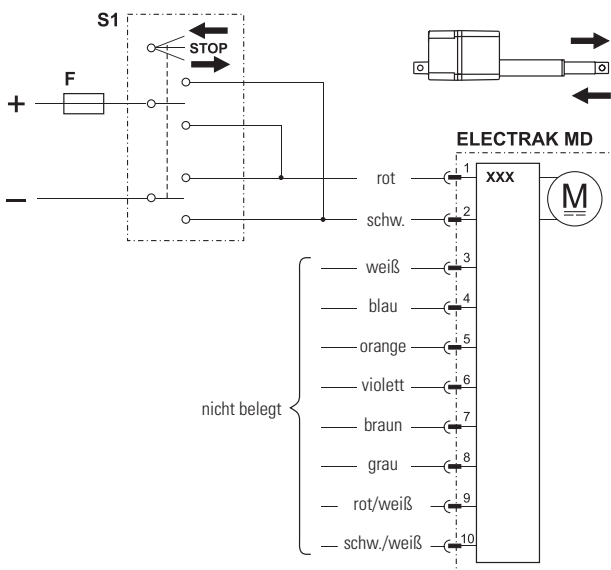 S1
STOP
F
+
–
ELECTRAK MD
rot 1 XXX
M
schw. 2
weiß 3
blau 4
orange 5
violett 6
nicht belegt
braun 7
grau 8
rot/weiß 9
schw./weiß 10